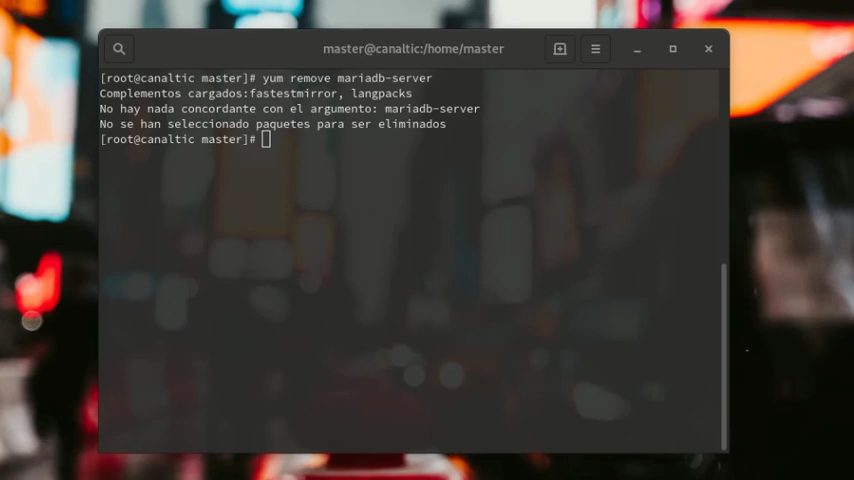 master@canaltic:/home/master
[root@canaltic master]# yum remove mariadb-server
Complementos cargados:fastestmirror, langpacks
No hay nada concordante con el argumento: mariadb-server
No se han seleccionado paquetes para ser eliminados
[root@canaltic master]#